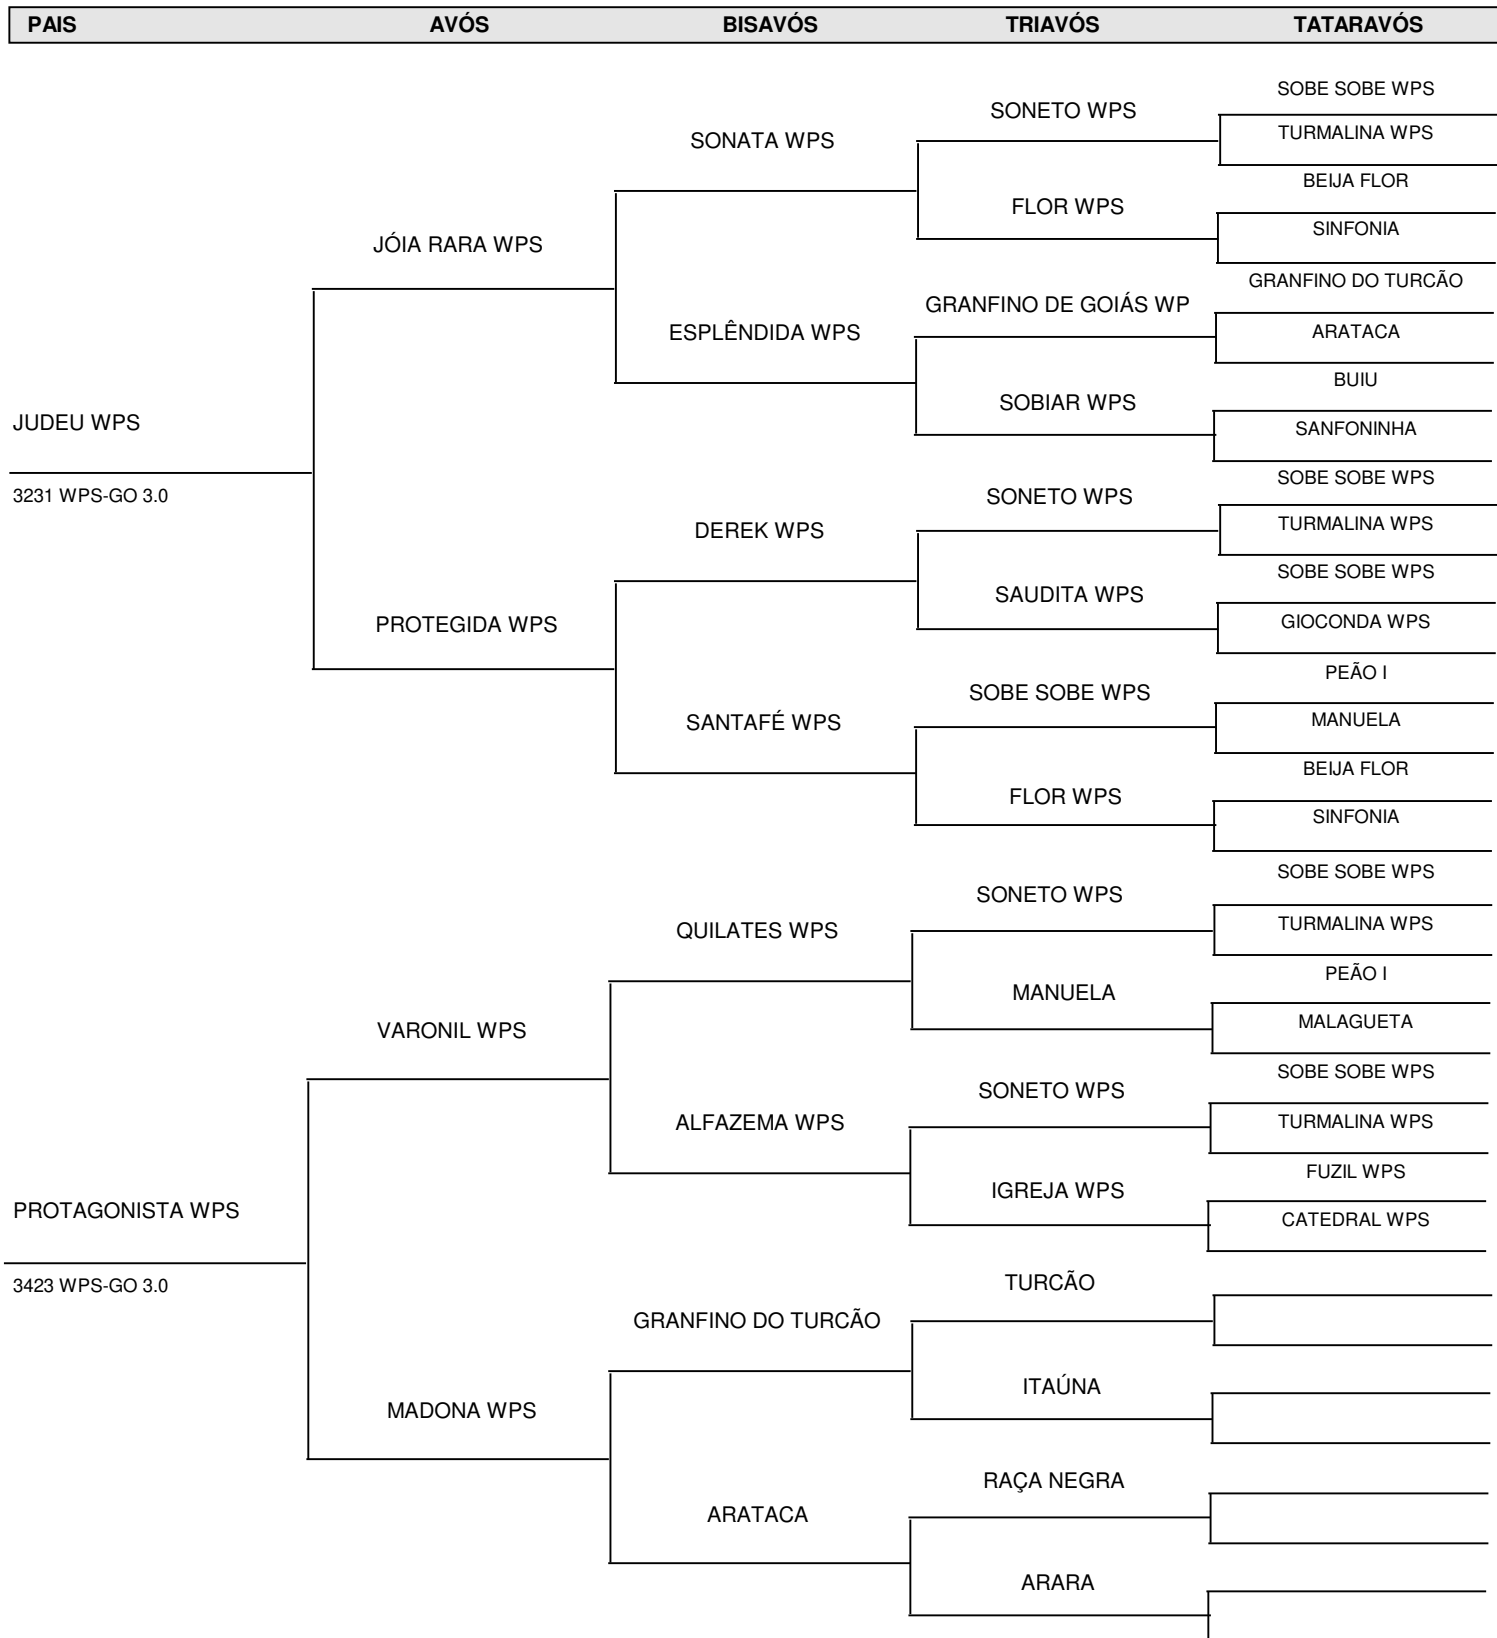 PAIS AVÓS BISAVÓS TRIAVÓS TATARAVÓS
SOBE SOBE WPS
SONETO WPS
TURMALINA WPS
SONATA WPS
BEIJA FLOR
FLOR WPS
SINFONIA
JÓIA RARA WPS
GRANFINO DO TURCÃO
GRANFINO DE GOIÁS WP
ESPLÊNDIDA WPS
ARATACA
BUIU
SOBIAR WPS
JUDEU WPS
SANFONINHA
SOBE SOBE WPS
3231 WPS-GO 3.0
SONETO WPS
TURMALINA WPS
DEREK WPS
SOBE SOBE WPS
SAUDITA WPS
GIOCONDA WPS
PROTEGIDA WPS
PEÃO I
SOBE SOBE WPS
MANUELA
SANTAFÉ WPS
BEIJA FLOR
FLOR WPS
SINFONIA
SOBE SOBE WPS
SONETO WPS
TURMALINA WPS
QUILATES WPS
PEÃO I
MANUELA
MALAGUETA
VARONIL WPS
SOBE SOBE WPS
SONETO WPS
TURMALINA WPS
ALFAZEMA WPS
FUZIL WPS
IGREJA WPS
PROTAGONISTA WPS
CATEDRAL WPS
3423 WPS-GO 3.0
TURCÃO
GRANFINO DO TURCÃO
ITAÚNA
MADONA WPS
RAÇA NEGRA
ARATACA
ARARA